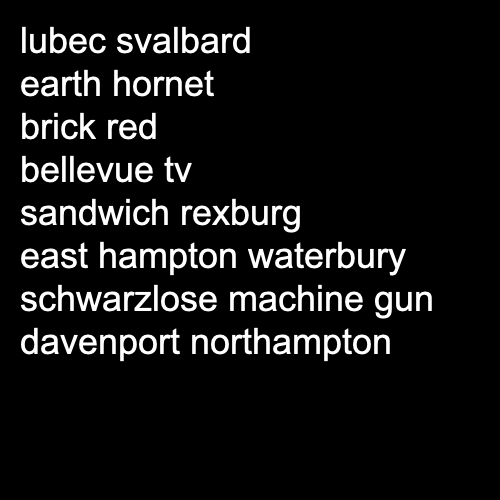 lubec svalbard
earth hornet
brick red
bellevue tv
sandwich rexburg
east hampton waterbury
schwarzlose machine gun
davenport northampton